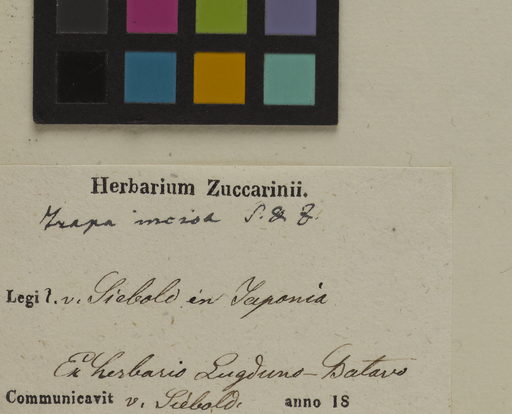 Herbarium Zuccarinii.
Trapa incisa S. & Z.
Legit. v. Siebold in Japonia
Ex herbario Lugduno-Batavo
Communicavit v. Siebold. anno 18